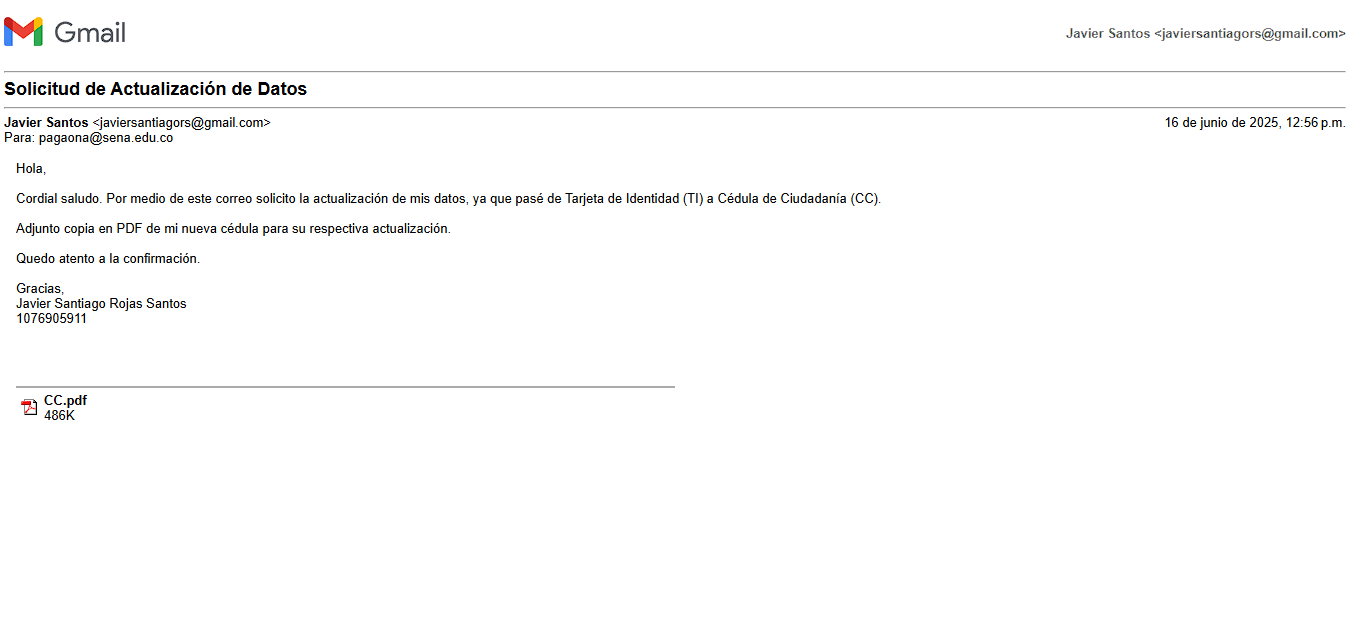 Gmail
Javier Santos <javiersantiagors@gmail.com>
Solicitud de Actualización de Datos
Javier Santos <javiersantiagors@gmail.com>
16 de junio de 2025, 12:56 p.m.
Para: pagaona@sena.edu.co
Hola,
Cordial saludo. Por medio de este correo solicito la actualización de mis datos, ya que pasé de Tarjeta de Identidad (TI) a Cédula de Ciudadanía (CC).
Adjunto copia en PDF de mi nueva cédula para su respectiva actualización.
Quedo atento a la confirmación.
Gracias,
Javier Santiago Rojas Santos
1076905911
CC.pdf
486K